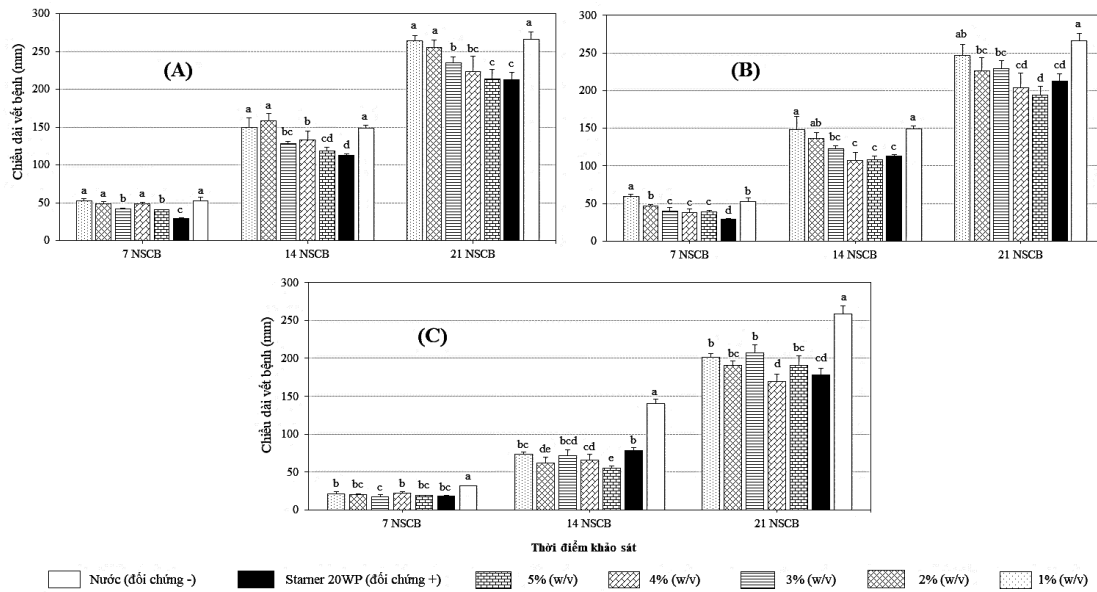 Chiều dài vết bệnh (mm)
300
250
200
150
100
50
0
(A)
a a b a b c a
a a bc b cd d a
a a b bc c c a
7 NSCB 14 NSCB 21 NSCB
300
250
200
150
100
50
0
(B)
a b c c c d b
a ab bc c c c a
ab bc bc cd d cd a
7 NSCB 14 NSCB 21 NSCB
Chiều dài vết bệnh (mm)
300
250
200
150
100
50
0
(C)
b bc c b bc bc a
bc de bcd cd e b a
b bc b d bc cd a
7 NSCB 14 NSCB 21 NSCB
Thời điểm khảo sát
Nước (đối chứng -) Starner 20WP (đối chứng +) 5% (w/v) 4% (w/v) 3% (w/v) 2% (w/v) 1% (w/v)